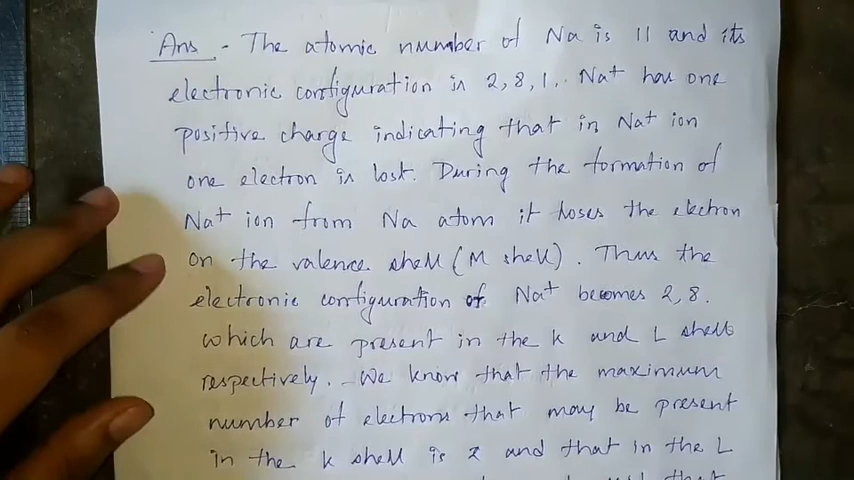 Ans - The atomic number of Na is 11 and its
electronic configuration is 2, 8, 1. Na+ has one
positive charge indicating that in Na+ ion
one electron is lost. During the formation of
Na+ ion from Na atom it loses the electron
on the valence shell (M shell). Thus the
electronic configuration of Na+ becomes 2, 8.
which are present in the k and L shells
respectively. We know that the maximum
number of electrons that may be present
in the k shell is 2 and that in the L
that